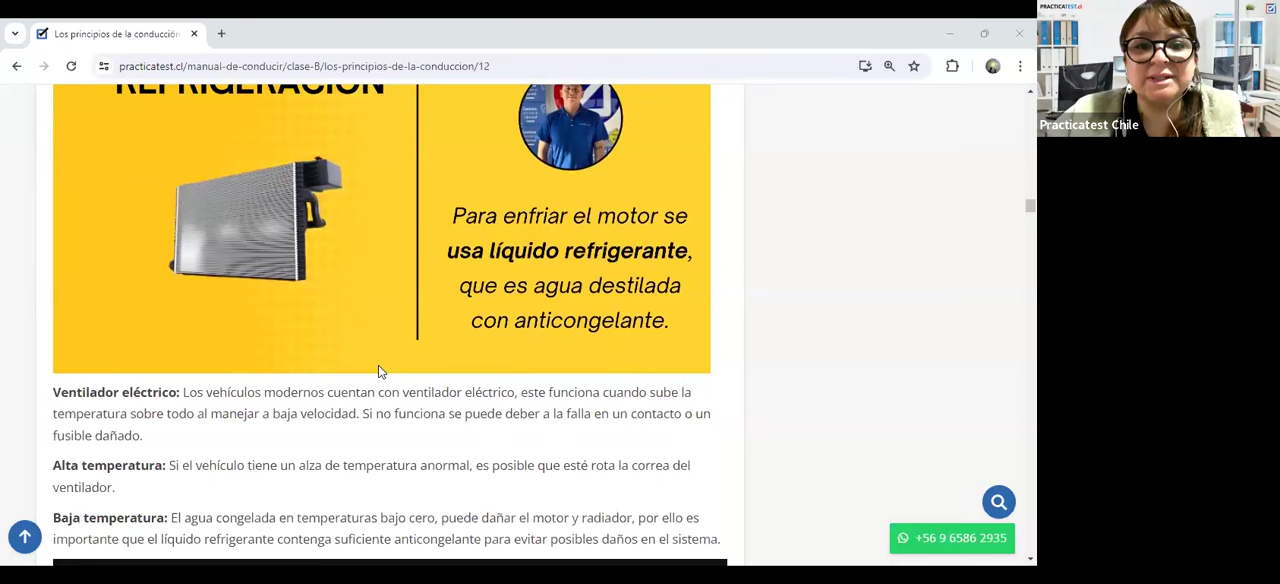 Los principios de la conducción
practicatest.cl/manual-de-conducir/clase-B/los-principios-de-la-conduccion/12
PRACTICATEST.cl
Practicatest Chile
REFRIGERACIÓN
Para enfriar el motor se
usa líquido refrigerante,
que es agua destilada
con anticongelante.
Ventilador eléctrico: Los vehículos modernos cuentan con ventilador eléctrico, este funciona cuando sube la
temperatura sobre todo al manejar a baja velocidad. Si no funciona se puede deber a la falla en un contacto o un
fusible dañado.
Alta temperatura: Si el vehículo tiene un alza de temperatura anormal, es posible que esté rota la correa del
ventilador.
Baja temperatura: El agua congelada en temperaturas bajo cero, puede dañar el motor y radiador, por ello es
importante que el líquido refrigerante contenga suficiente anticongelante para evitar posibles daños en el sistema.
+56 9 6586 2935